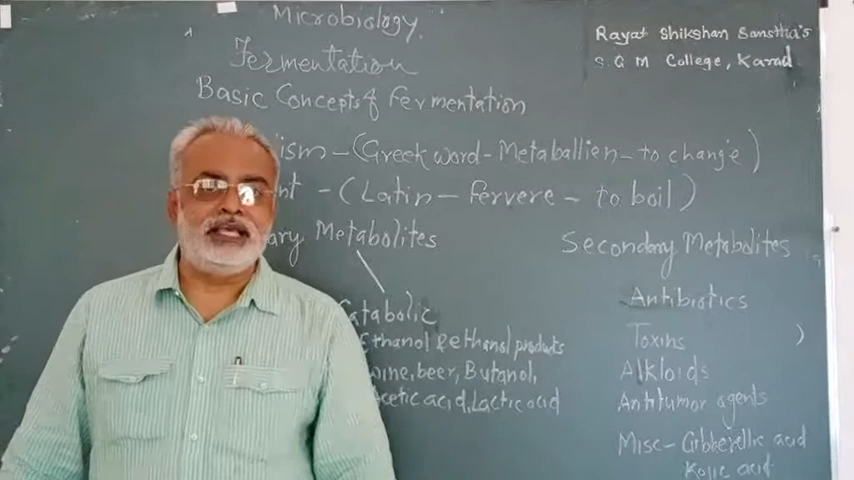 Microbiology
Fermentation
Basic Concepts of Fermentation
Rayat Shikshan Sanstha's
S.G M College, Karad
ism – (Greek word – Metaballien – to change)
nt – (Latin – fervere – to boil)
ary Metabolites
Secondary Metabolites
Catabolic
Ethanol & ethanol products
wine, beer, Butanol,
Acetic acid, Lactic acid
Antibiotics
Toxins
Alkloids
Antitumor agents
Misc – Gibberellic acid
Kojic acid